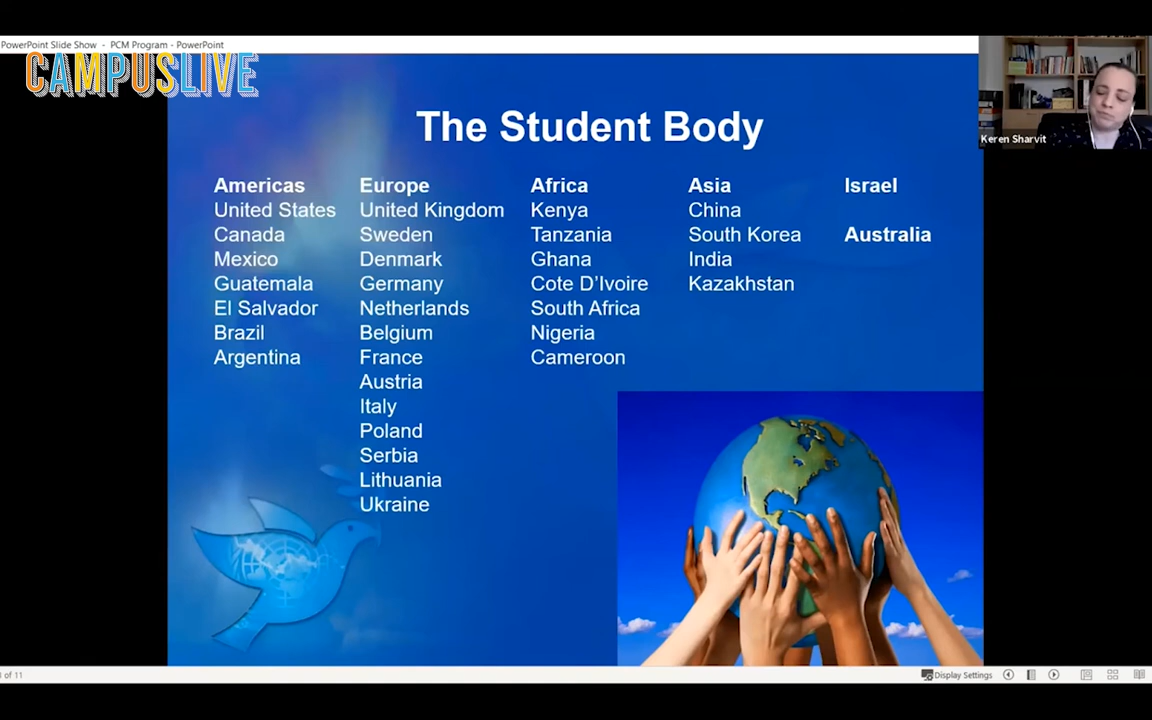 PowerPoint Slide Show - PCM Program - PowerPoint
CAMPUSLIVE
Keren Sharvit
The Student Body
Americas
United States
Canada
Mexico
Guatemala
El Salvador
Brazil
Argentina
Europe
United Kingdom
Sweden
Denmark
Germany
Netherlands
Belgium
France
Austria
Italy
Poland
Serbia
Lithuania
Ukraine
Africa
Kenya
Tanzania
Ghana
Cote D'Ivoire
South Africa
Nigeria
Cameroon
Asia
China
South Korea
India
Kazakhstan
Israel
Australia
of 11
Display Settings